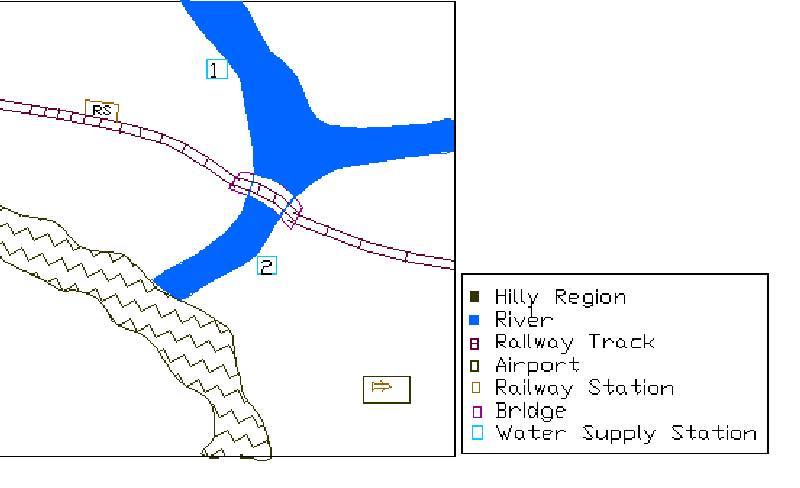 1
RS
2
Hilly Region
River
Railway Track
Airport
Railway Station
Bridge
Water Supply Station